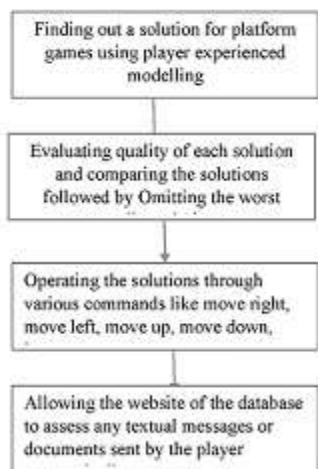 Finding out a solution for platform
games using player experienced
modelling
Evaluating quality of each solution
and comparing the solutions
followed by Omitting the worst
Operating the solutions through
various commands like move right,
move left, move up, move down,
Allowing the website of the database
to assess any textual messages or
documents sent by the player